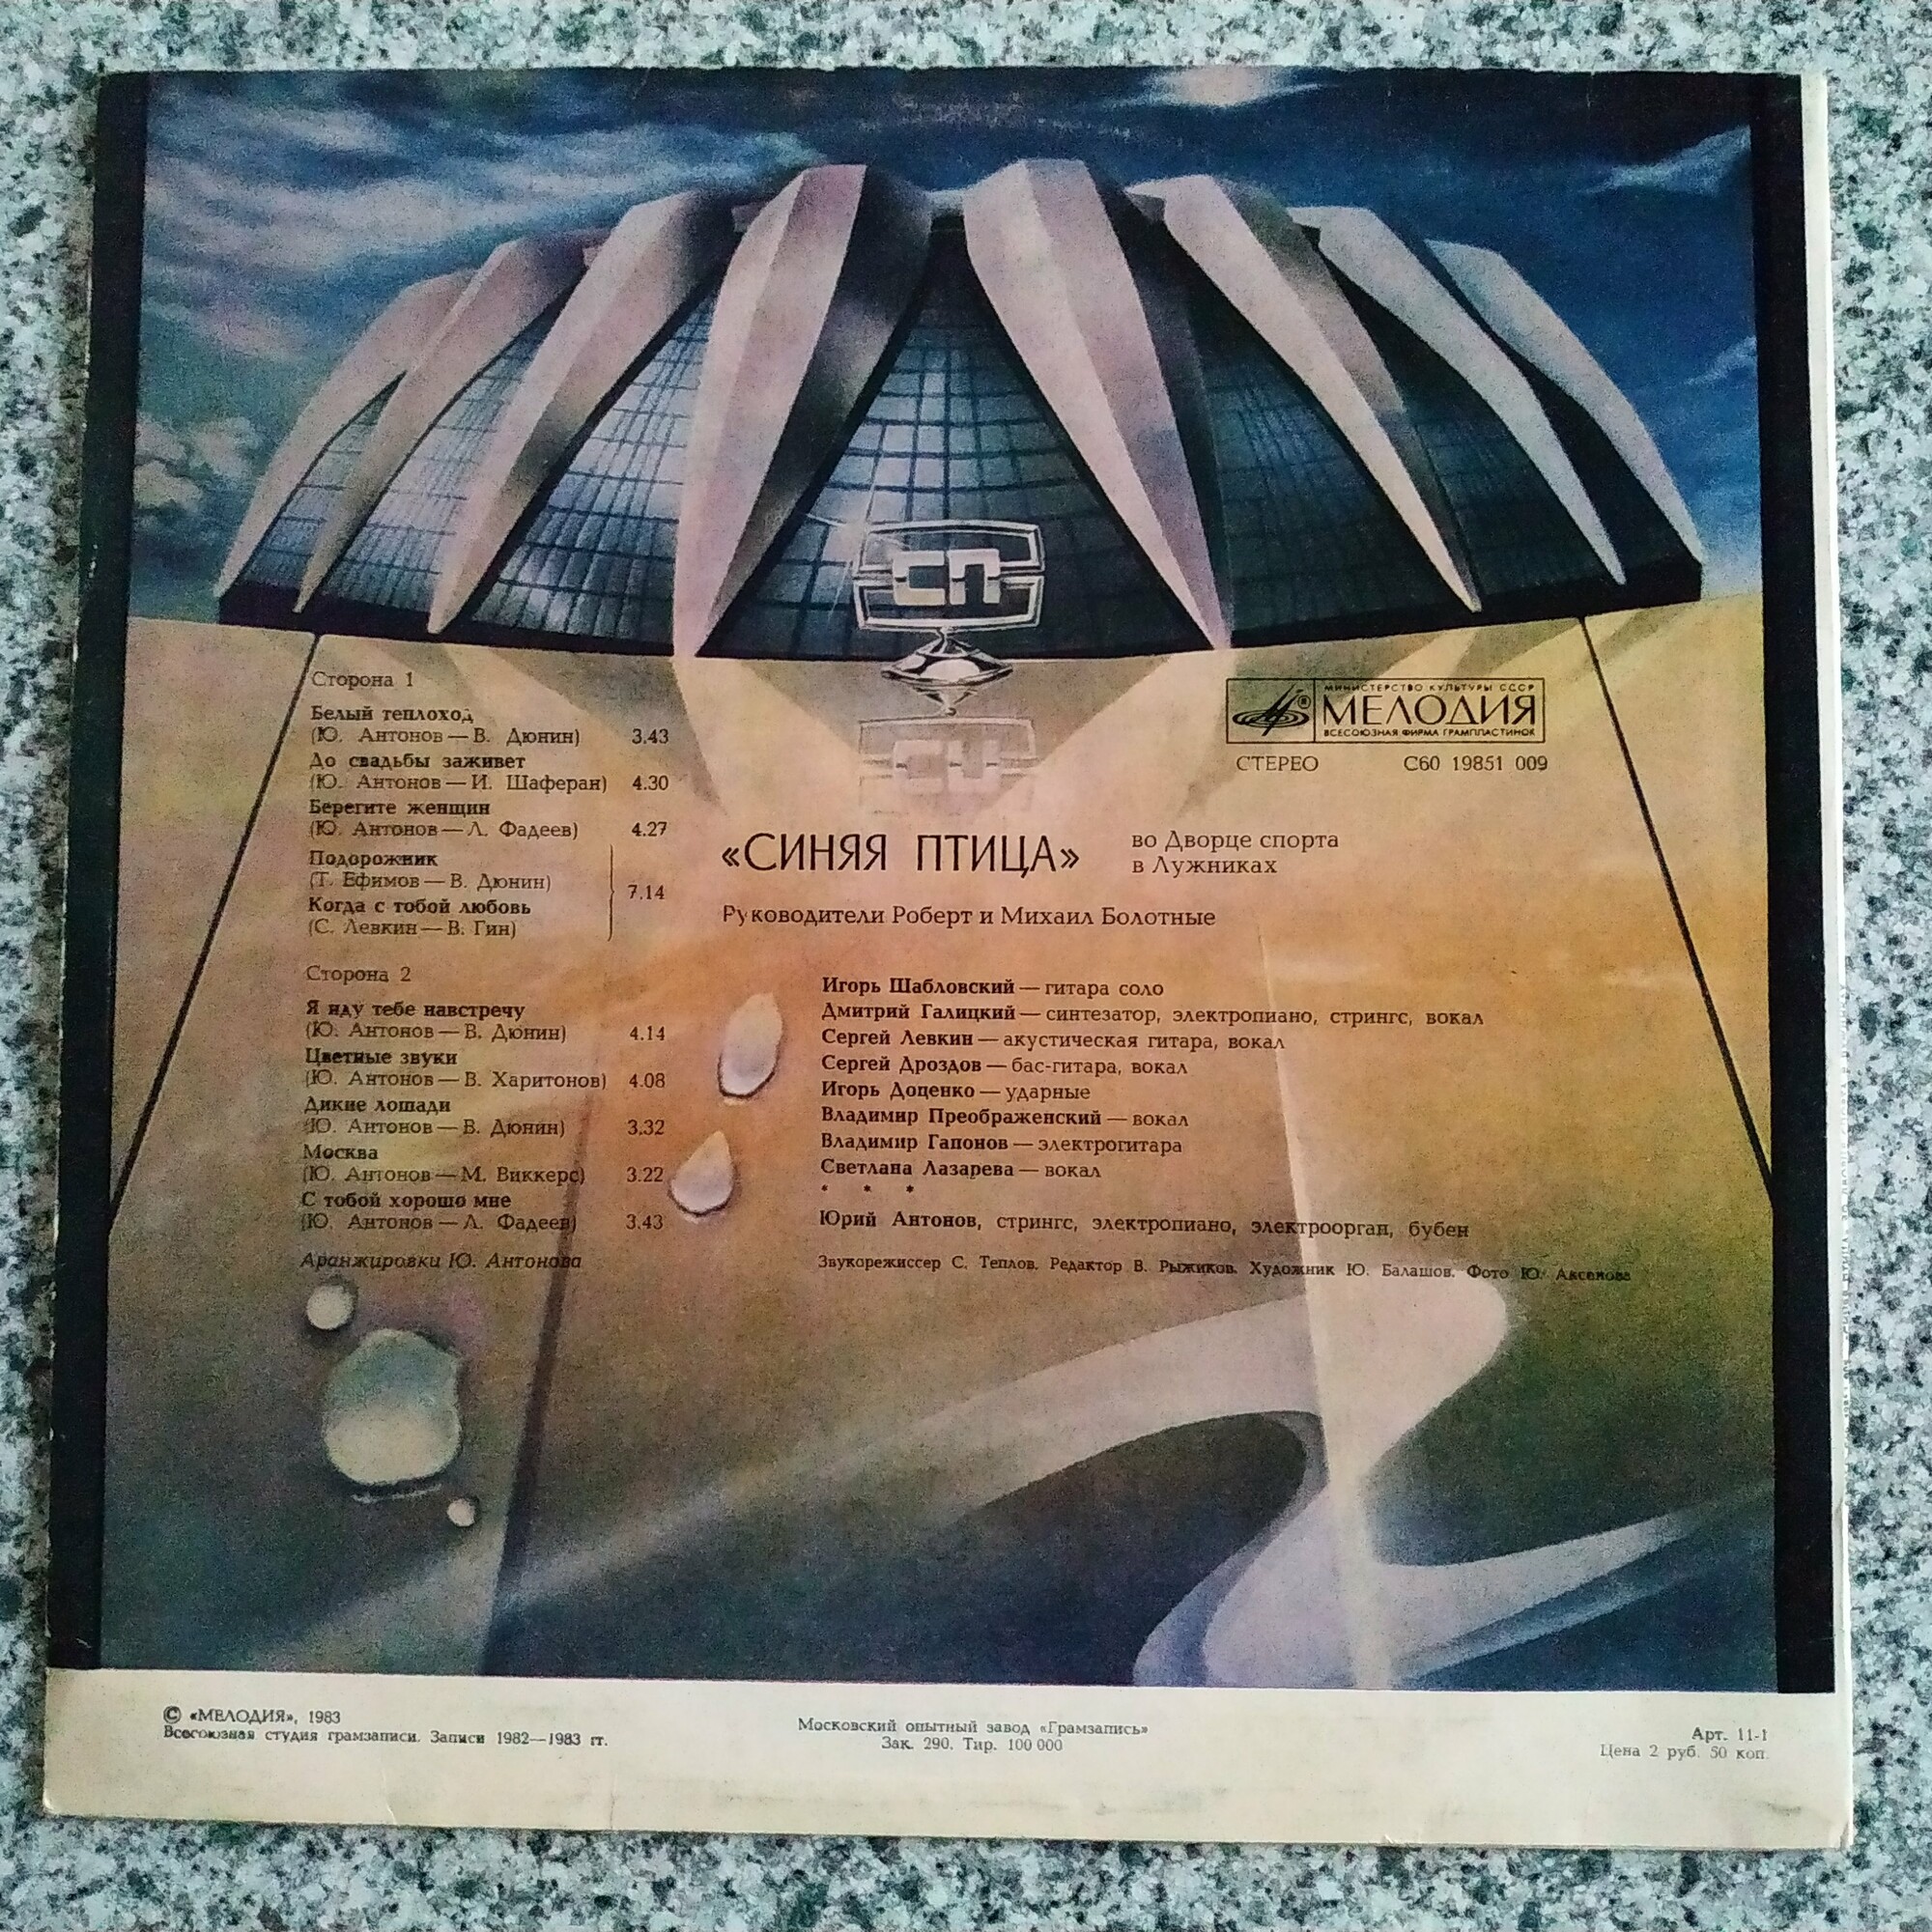 СП
Сторона 1
Белый теплоход
(Ю. Антонов — В. Дюнин) 3.43
До свадьбы заживет
(Ю. Антонов — И. Шаферан) 4.30
Берегите женщин
(Ю. Антонов — Л. Фадеев) 4.27
Подорожник
(Т. Ефимов — В. Дюнин)
7.14
Когда с тобой любовь
(С. Левкин — В. Гин)
Сторона 2
Я иду тебе навстречу
(Ю. Антонов — В. Дюнин) 4.14
Цветные звуки
(Ю. Антонов — В. Харитонов) 4.08
Дикие лошади
(Ю. Антонов — В. Дюнин) 3.32
Москва
(Ю. Антонов — М. Виккерс) 3.22
С тобой хорошо мне
(Ю. Антонов — Л. Фадеев) 3.43
Аранжировки Ю. Антонова
МИНИСТЕРСТВО КУЛЬТУРЫ СССР
МЕЛОДИЯ
ВСЕСОЮЗНАЯ ФИРМА ГРАМПЛАСТИНОК
СТЕРЕО С60 19851 009
«СИНЯЯ ПТИЦА»
во Дворце спорта
в Лужниках
Руководители Роберт и Михаил Болотные
Игорь Шабловский — гитара соло
Дмитрий Галицкий — синтезатор, электропиано, стрингс, вокал
Сергей Левкин — акустическая гитара, вокал
Сергей Дроздов — бас-гитара, вокал
Игорь Доценко — ударные
Владимир Преображенский — вокал
Владимир Гапонов — электрогитара
Светлана Лазарева — вокал
* * *
Юрий Антонов, стрингс, электропиано, электроорган, бубен
Звукорежиссер С. Теплов. Редактор В. Рыжиков. Художник Ю. Балашов. Фото Ю. Аксенова
© «МЕЛОДИЯ», 1983
Всесоюзная студия грамзаписи. Записи 1982—1983 гг.
Московский опытный завод «Грамзапись»
Зак. 290. Тир. 100 000
Арт. 11-1
Цена 2 руб. 50 коп.